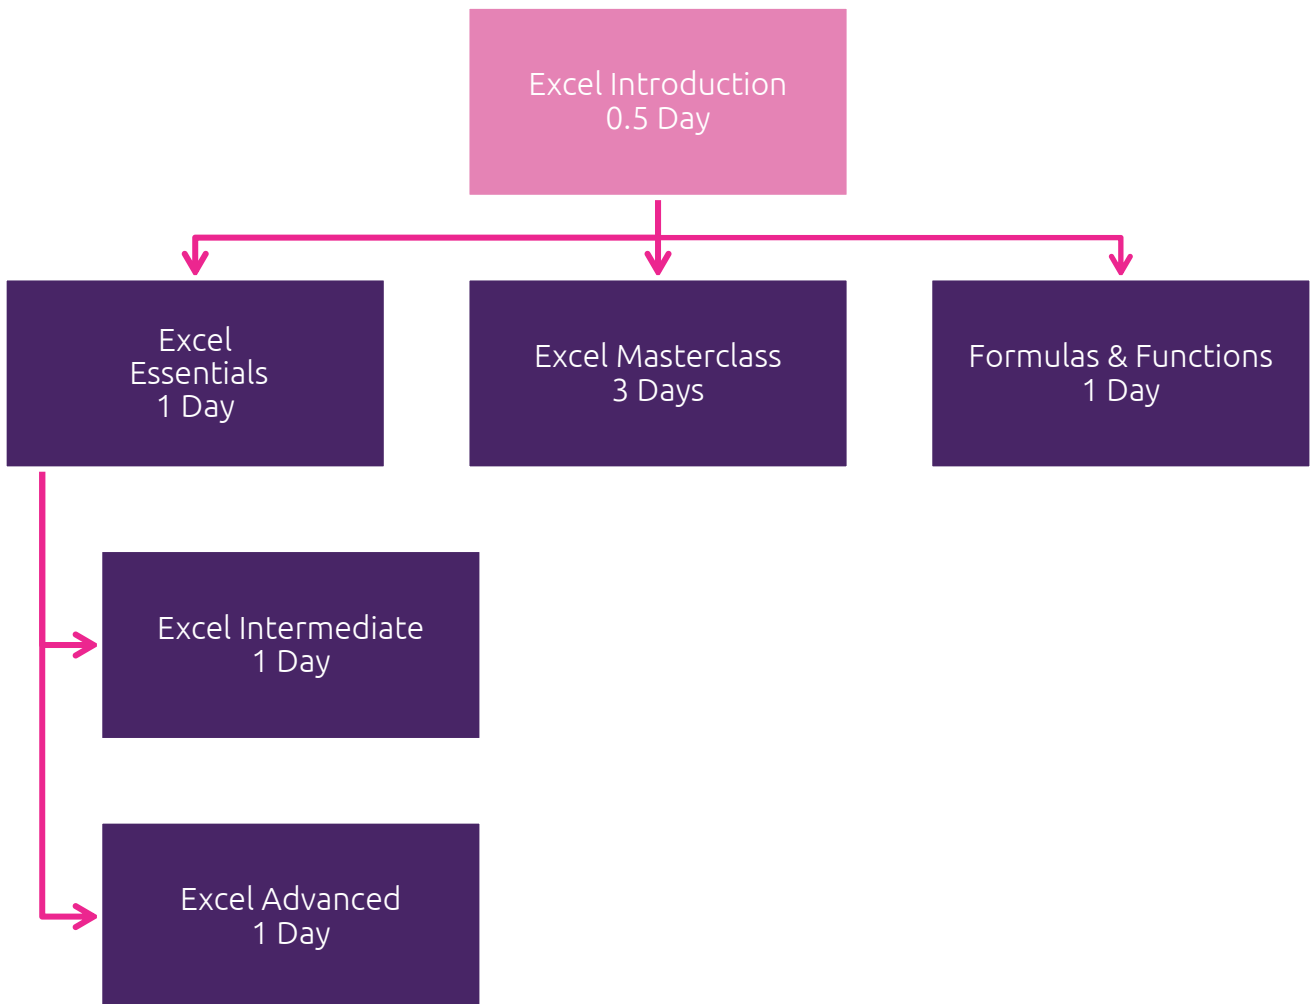 Excel Introduction
0.5 Day
Excel
Essentials
1 Day
Excel Masterclass
3 Days
Formulas & Functions
1 Day
Excel Intermediate
1 Day
Excel Advanced
1 Day